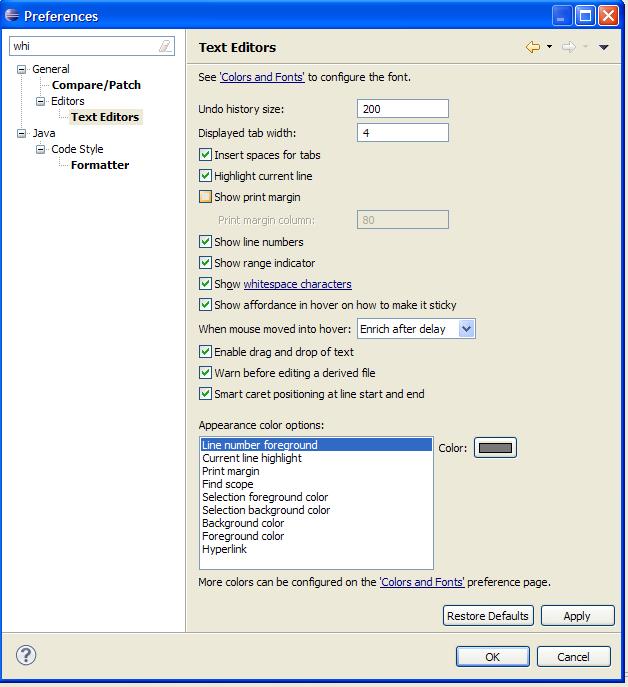 Preferences
whi
Text Editors
General
Compare/Patch
Editors
Text Editors
Java
Code Style
Formatter
See 'Colors and Fonts' to configure the font.
Undo history size: 200
Displayed tab width: 4
Insert spaces for tabs
Highlight current line
Show print margin
Print margin column: 80
Show line numbers
Show range indicator
Show whitespace characters
Show affordance in hover on how to make it sticky
When mouse moved into hover: Enrich after delay
Enable drag and drop of text
Warn before editing a derived file
Smart caret positioning at line start and end
Appearance color options:
Line number foreground
Color:
Current line highlight
Print margin
Find scope
Selection foreground color
Selection background color
Background color
Foreground color
Hyperlink
More colors can be configured on the 'Colors and Fonts' preference page.
Restore Defaults Apply
? OK Cancel